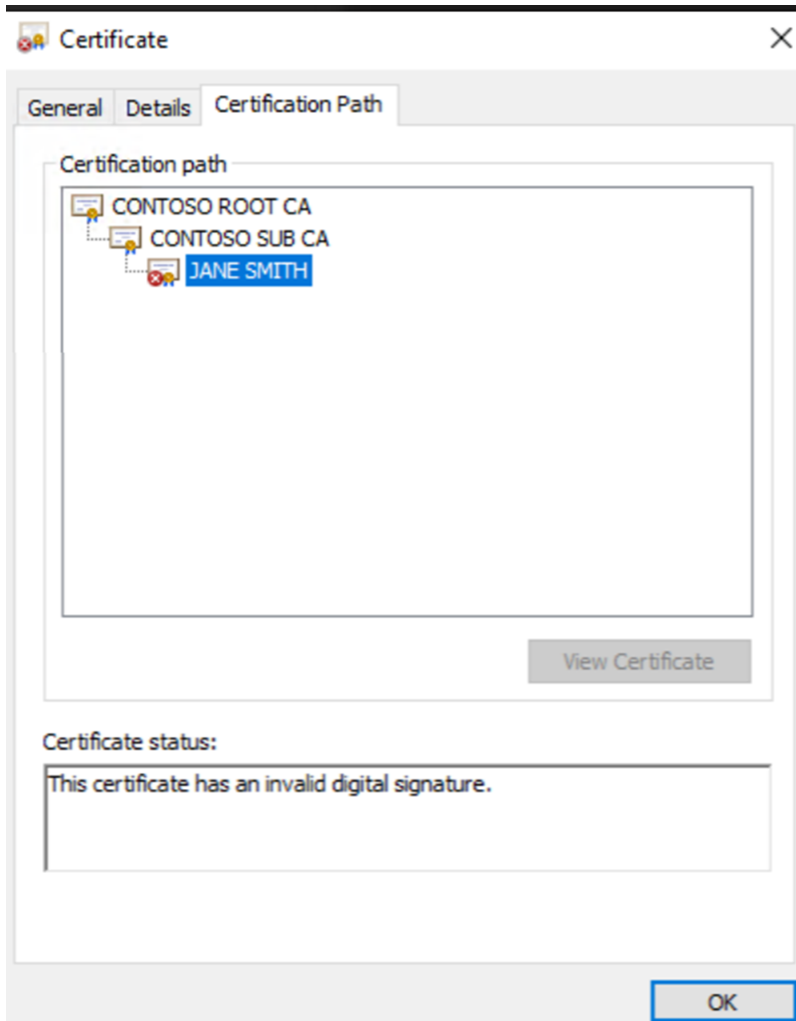 Certificate
General Details Certification Path
Certification path
CONTOSO ROOT CA
CONTOSO SUB CA
JANE SMITH
View Certificate
Certificate status:
This certificate has an invalid digital signature.
OK